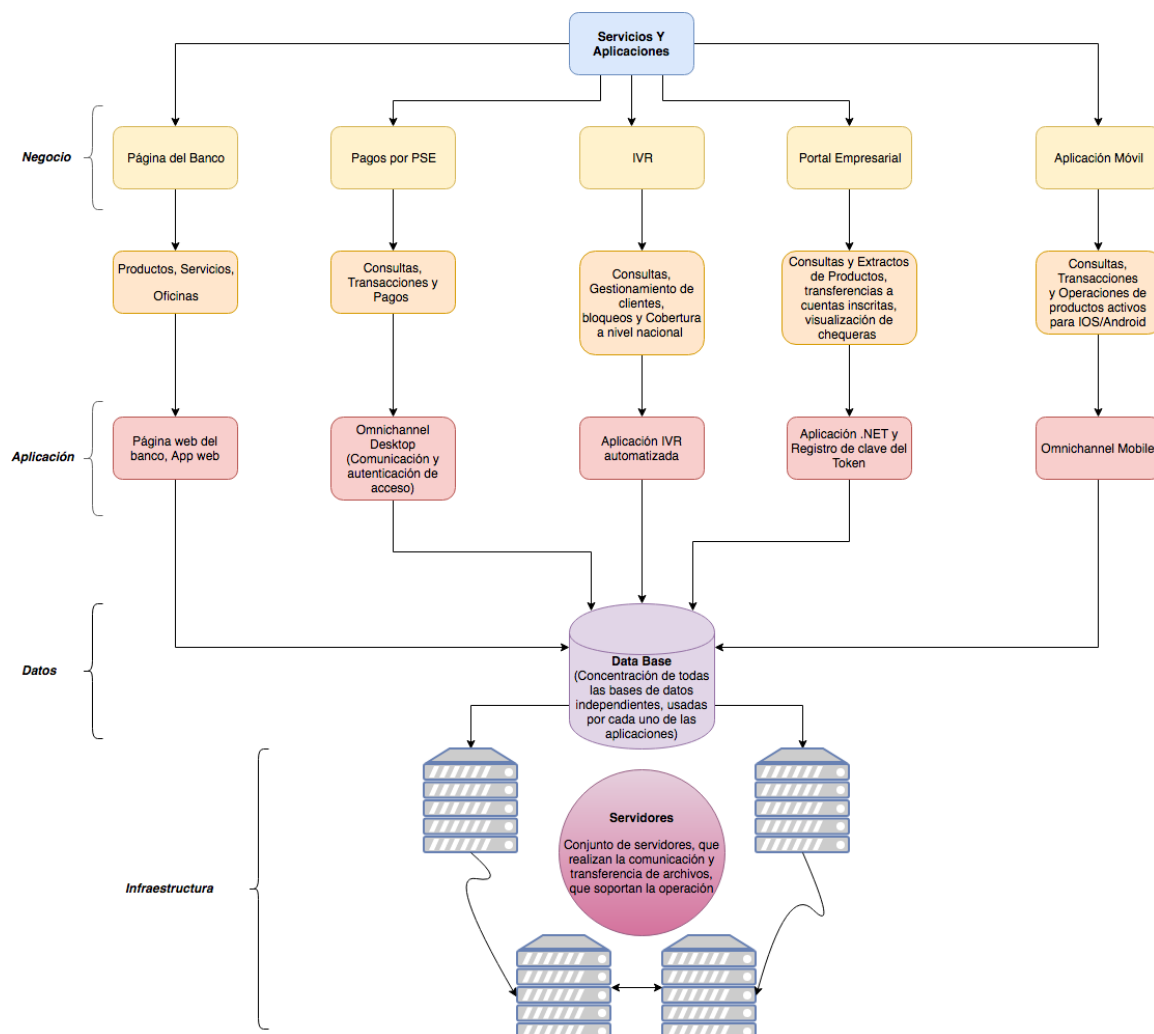 Servicios Y
Aplicaciones
Negocio
Página del Banco
Pagos por PSE
IVR
Portal Empresarial
Aplicación Móvil
Productos, Servicios,
Oficinas
Consultas,
Transacciones y
Pagos
Consultas,
Gestionamiento de
clientes,
bloqueos y Cobertura
a nivel nacional
Consultas y Extractos
de Productos,
transferencias a
cuentas inscritas,
visualización de
chequeras
Consultas,
Transacciones
y Operaciones de
productos activos
para IOS/Android
Aplicación
Página web del
banco, App web
Omnichannel
Desktop
(Comunicación y
autenticación de
acceso)
Aplicación IVR
automatizada
Aplicación .NET y
Registro de clave del
Token
Omnichannel Mobile
Datos
Data Base
(Concentración de todas
las bases de datos
independientes, usadas
por cada uno de las
aplicaciones)
Infraestructura
Servidores
Conjunto de servidores, que
realizan la comunicación y
transferencia de archivos,
que soportan la operación